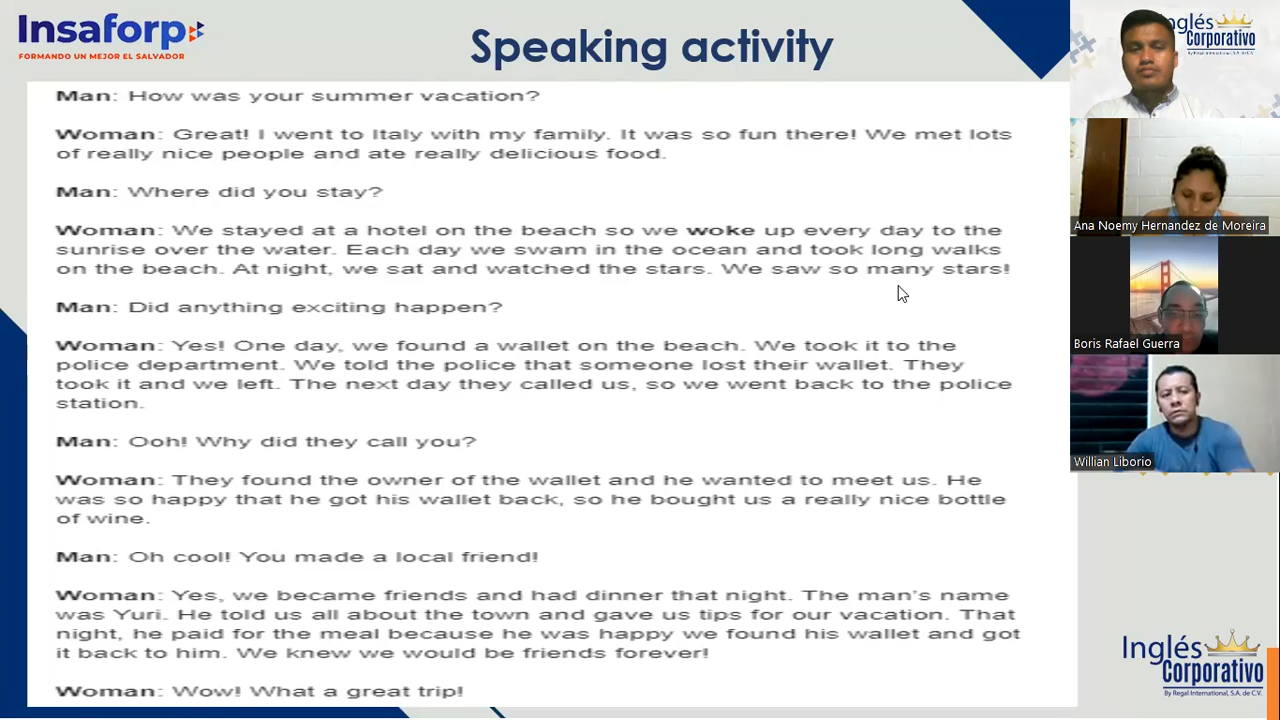 Insaforp
FORMANDO UN MEJOR EL SALVADOR
Speaking activity
Man: How was your summer vacation?
Woman: Great! I went to Italy with my family. It was so fun there! We met lots
of really nice people and ate really delicious food.
Man: Where did you stay?
Woman: We stayed at a hotel on the beach so we woke up every day to the
sunrise over the water. Each day we swam in the ocean and took long walks
on the beach. At night, we sat and watched the stars. We saw so many stars!
Man: Did anything exciting happen?
Woman: Yes! One day, we found a wallet on the beach. We took it to the
police department. We told the police that someone lost their wallet. They
took it and we left. The next day they called us, so we went back to the police
station.
Man: Ooh! Why did they call you?
Woman: They found the owner of the wallet and he wanted to meet us. He
was so happy that he got his wallet back, so he bought us a really nice bottle
of wine.
Man: Oh cool! You made a local friend!
Woman: Yes, we became friends and had dinner that night. The man's name
was Yuri. He told us all about the town and gave us tips for our vacation. That
night, he paid for the meal because he was happy we found his wallet and got
it back to him. We knew we would be friends forever!
Woman: Wow! What a great trip!
Inglés
Corporativo
By Regal International, S.A. de C.V.
Ana Noemy Hernandez de Moreira
Boris Rafael Guerra
Willian Liborio
Inglés
Corporativo
By Regal International, S.A. de C.V.